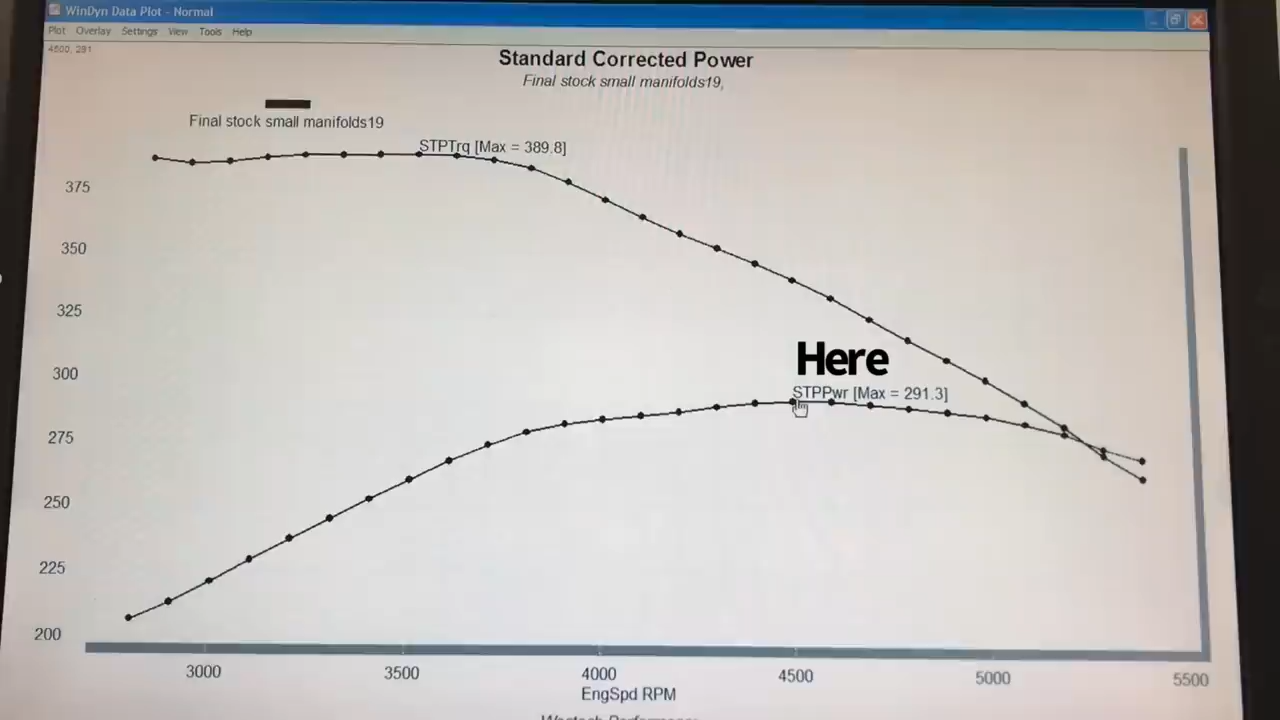 WinDyn Data Plot - Normal
Plot Overlay Settings View Tools Help
4600, 291
Standard Corrected Power
Final stock small manifolds19,
Final stock small manifolds19
STPTrq [Max = 389.8]
375
350
325
300
Here
STPPwr [Max = 291.3]
275
250
225
200
3000 3500 4000 4500 5000 5500
EngSpd RPM